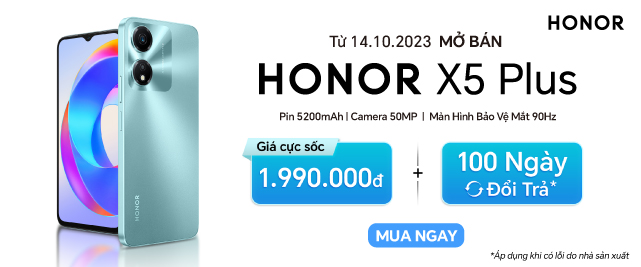 HONOR
Từ 14.10.2023 MỞ BÁN
HONOR X5 Plus
Pin 5200mAh | Camera 50MP | Màn Hình Bảo Vệ Mắt 90Hz
Giá cực sốc
1.990.000đ
+
100 Ngày
Đổi Trả*
MUA NGAY
*Áp dụng khi có lỗi do nhà sản xuất
HONOR